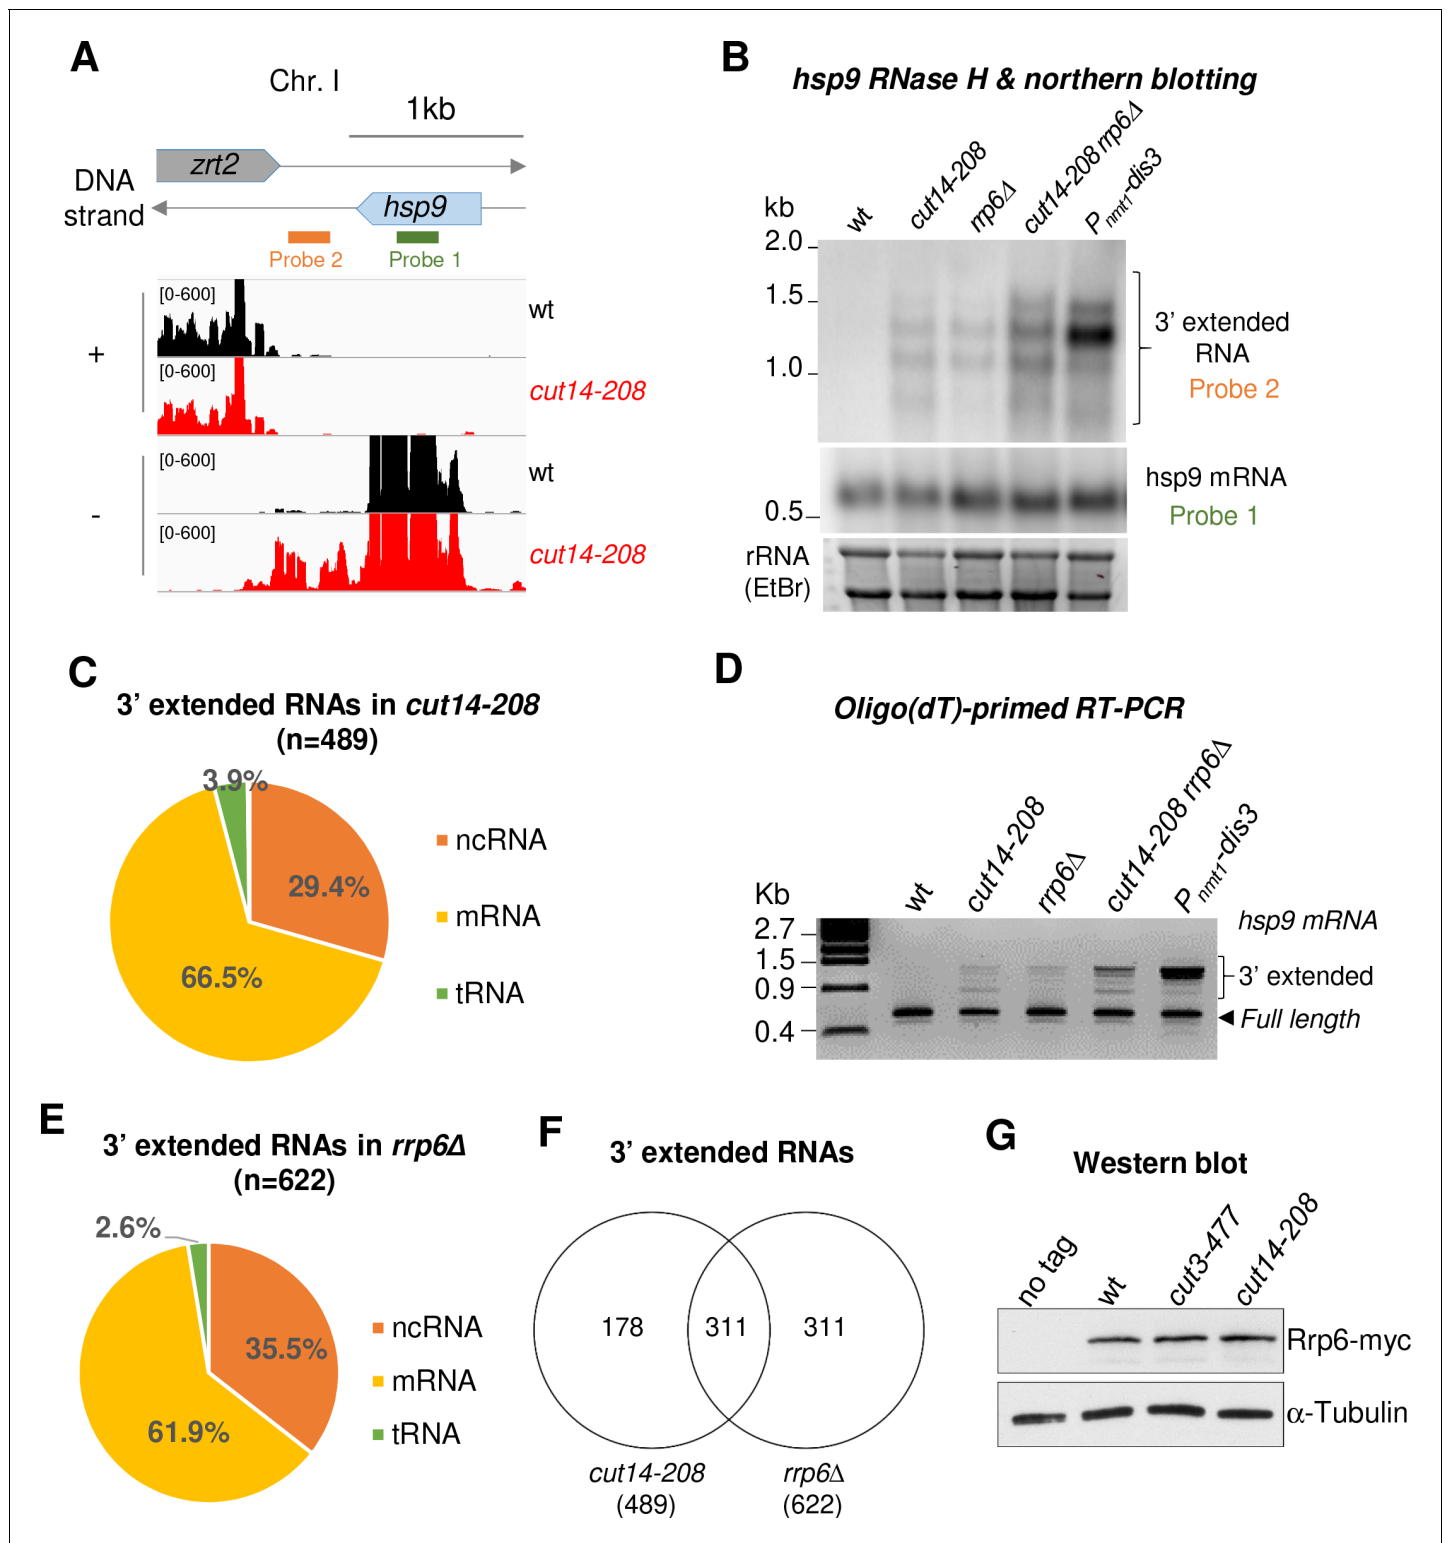 A
Chr. I
1kb
zrt2
DNA
strand
hsp9
Probe 2
Probe 1
[0-600]
wt
+
[0-600]
cut14-208
[0-600]
wt
-
[0-600]
cut14-208
B
hsp9 RNase H & northern blotting
wt
cut14-208
rrp6Δ
cut14-208 rrp6Δ
Pnmt1-dis3
kb
2.0
1.5
1.0
0.5
3’ extended
RNA
Probe 2
hsp9 mRNA
Probe 1
rRNA
(EtBr)
C
3’ extended RNAs in cut14-208
(n=489)
3.9%
29.4%
66.5%
ncRNA
mRNA
tRNA
D
Oligo(dT)-primed RT-PCR
wt
cut14-208
rrp6Δ
cut14-208 rrp6Δ
Pnmt1-dis3
Kb
2.7
1.5
0.9
0.4
hsp9 mRNA
3’ extended
Full length
E
3’ extended RNAs in rrp6Δ
(n=622)
2.6%
35.5%
61.9%
ncRNA
mRNA
tRNA
F
3’ extended RNAs
178
311
311
cut14-208
(489)
rrp6Δ
(622)
G
Western blot
no tag
wt
cut3-477
cut14-208
Rrp6-myc
α-Tubulin